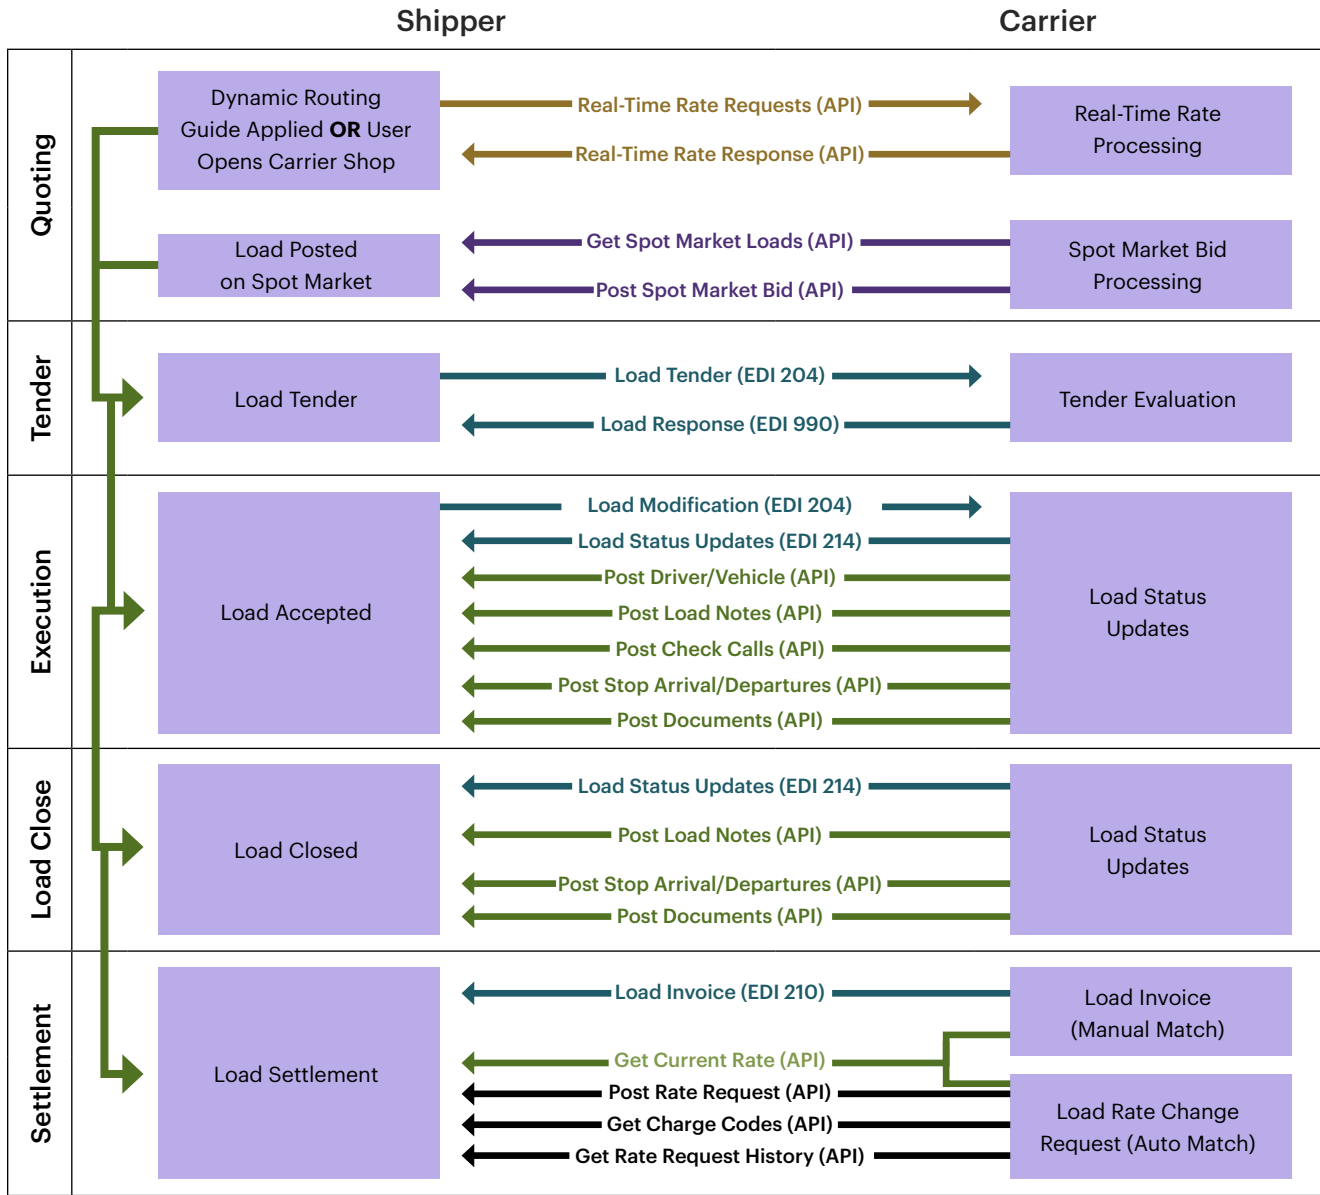 Shipper
Carrier
Quoting
Dynamic Routing
Guide Applied OR User
Opens Carrier Shop
Real-Time Rate Requests (API)
Real-Time Rate Response (API)
Real-Time Rate
Processing
Load Posted
on Spot Market
Get Spot Market Loads (API)
Post Spot Market Bid (API)
Spot Market Bid
Processing
Tender
Load Tender
Load Tender (EDI 204)
Load Response (EDI 990)
Tender Evaluation
Execution
Load Accepted
Load Modification (EDI 204)
Load Status Updates (EDI 214)
Post Driver/Vehicle (API)
Post Load Notes (API)
Post Check Calls (API)
Post Stop Arrival/Departures (API)
Post Documents (API)
Load Status
Updates
Load Close
Load Closed
Load Status Updates (EDI 214)
Post Load Notes (API)
Post Stop Arrival/Departures (API)
Post Documents (API)
Load Status
Updates
Settlement
Load Settlement
Load Invoice (EDI 210)
Get Current Rate (API)
Post Rate Request (API)
Get Charge Codes (API)
Get Rate Request History (API)
Load Invoice
(Manual Match)
Load Rate Change
Request (Auto Match)